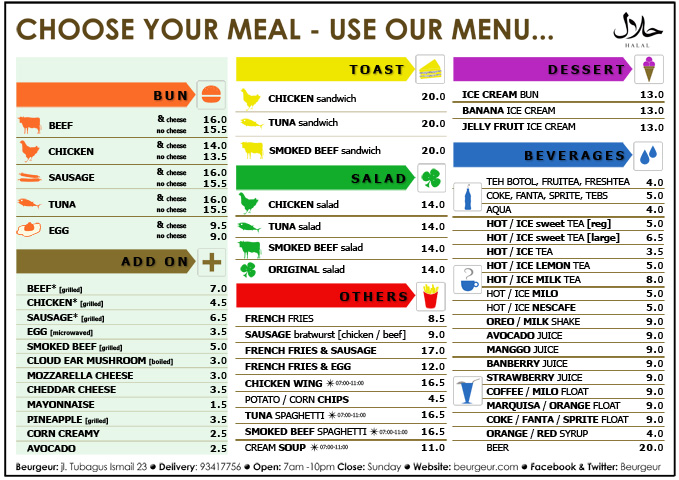 CHOOSE YOUR MEAL - USE OUR MENU...
حلال
HALAL
BUN
BEEF & cheese 16.0
no cheese 15.5
CHICKEN & cheese 14.0
no cheese 13.5
SAUSAGE & cheese 16.0
no cheese 15.5
TUNA & cheese 16.0
no cheese 15.5
EGG & cheese 9.5
no cheese 9.0
ADD ON
BEEF* [grilled] 7.0
CHICKEN* [grilled] 4.5
SAUSAGE* [grilled] 6.5
EGG [microwaved] 3.5
SMOKED BEEF [grilled] 5.0
CLOUD EAR MUSHROOM [boiled] 3.0
MOZZARELLA CHEESE 3.0
CHEDDAR CHEESE 3.5
MAYONNAISE 1.5
PINEAPPLE [grilled] 3.5
CORN CREAMY 2.5
AVOCADO 2.5
TOAST
CHICKEN sandwich 20.0
TUNA sandwich 20.0
SMOKED BEEF sandwich 20.0
SALAD
CHICKEN salad 14.0
TUNA salad 14.0
SMOKED BEEF salad 14.0
ORIGINAL salad 14.0
OTHERS
FRENCH FRIES 8.5
SAUSAGE bratwurst [chicken / beef] 9.0
FRENCH FRIES & SAUSAGE 17.0
FRENCH FRIES & EGG 12.0
CHICKEN WING ☀07:00-11:00 16.5
POTATO / CORN CHIPS 4.5
TUNA SPAGHETTI ☀07:00-11:00 16.5
SMOKED BEEF SPAGHETTI ☀07:00-11:00 16.5
CREAM SOUP ☀07:00-11:00 11.0
DESSERT
ICE CREAM BUN 13.0
BANANA ICE CREAM 13.0
JELLY FRUIT ICE CREAM 13.0
BEVERAGES
TEH BOTOL, FRUITEA, FRESHTEA 4.0
COKE, FANTA, SPRITE, TEBS 5.0
AQUA 4.0
HOT / ICE sweet TEA [reg] 5.0
HOT / ICE sweet TEA [large] 6.5
HOT / ICE TEA 3.5
HOT / ICE LEMON TEA 5.0
HOT / ICE MILK TEA 8.0
HOT / ICE MILO 5.0
HOT / ICE NESCAFE 5.0
OREO / MILK SHAKE 9.0
AVOCADO JUICE 9.0
MANGGO JUICE 9.0
BANBERRY JUICE 9.0
STRAWBERRY JUICE 9.0
COFFEE / MILO FLOAT 9.0
MARQUISA / ORANGE FLOAT 9.0
COKE / FANTA / SPRITE FLOAT 9.0
ORANGE / RED SYRUP 4.0
BEER 20.0
Beurgeur: jl. Tubagus Ismail 23 ● Delivery: 93417756 ● Open: 7am -10pm Close: Sunday ● Website: beurgeur.com ● Facebook & Twitter: Beurgeur